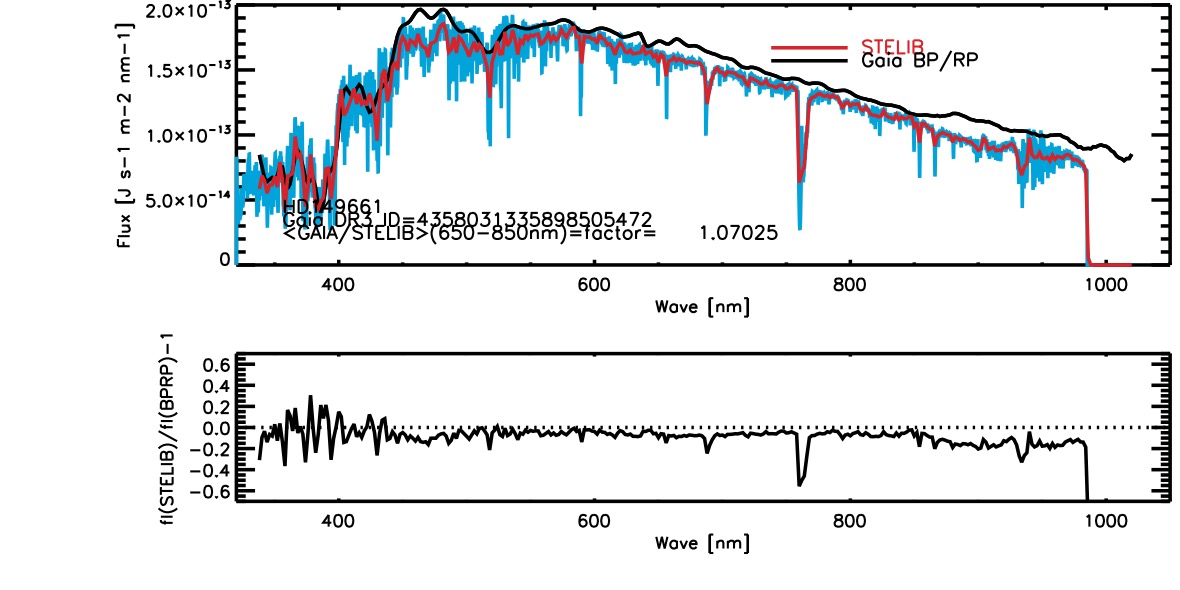 2.0×10−13
1.5×10−13
1.0×10−13
5.0×10−14
0
Flux [J s−1 m−2 nm−1]
STELIB
Gaia BP/RP
HD149661
Gaia DR3 ID=4358031335898505472
<GAIA/STELIB>(650−850nm)=factor= 1.07025
400 600 800 1000
Wave [nm]
0.6
0.4
0.2
0.0
−0.2
−0.4
−0.6
fl(STELIB)/fl(BPRP)−1
400 600 800 1000
Wave [nm]